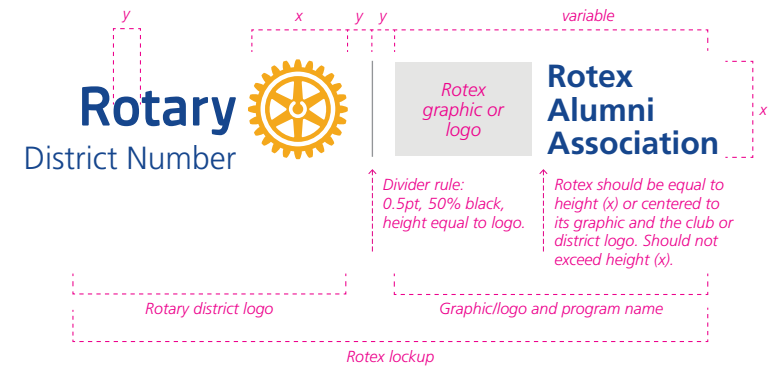 y
x
y
y
variable
Rotary
District Number
Rotex
graphic or
logo
Rotex
Alumni
Association
x
Divider rule:
0.5pt, 50% black,
height equal to logo.
Rotex should be equal to
height (x) or centered to
its graphic and the club or
district logo. Should not
exceed height (x).
Rotary district logo
Graphic/logo and program name
Rotex lockup